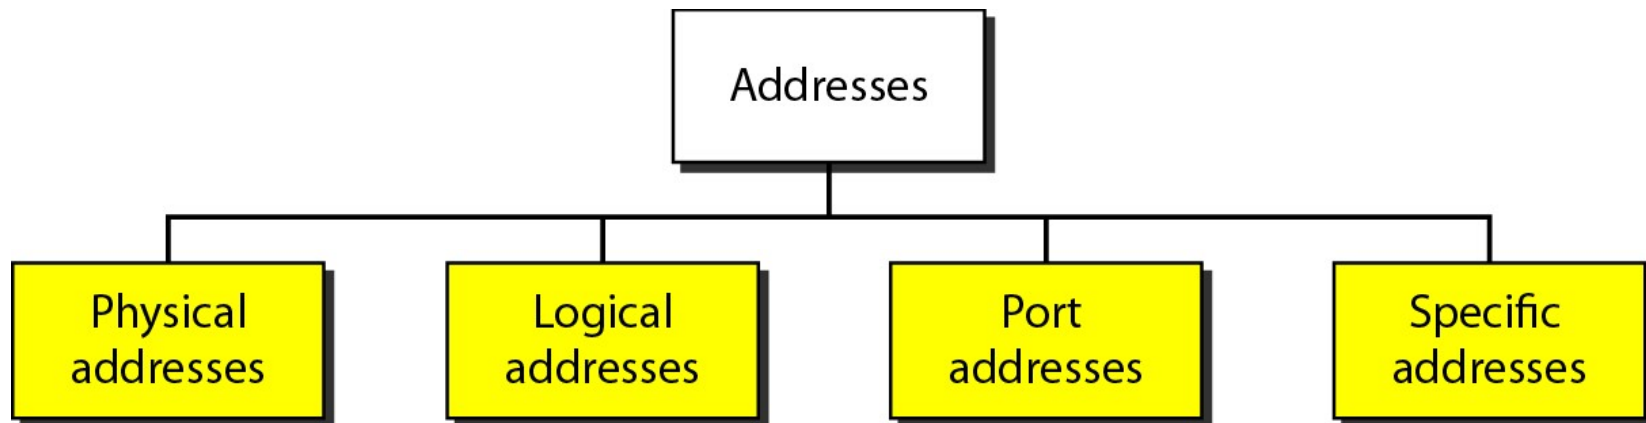 Addresses
Physical
addresses
Logical
addresses
Port
addresses
Specific
addresses